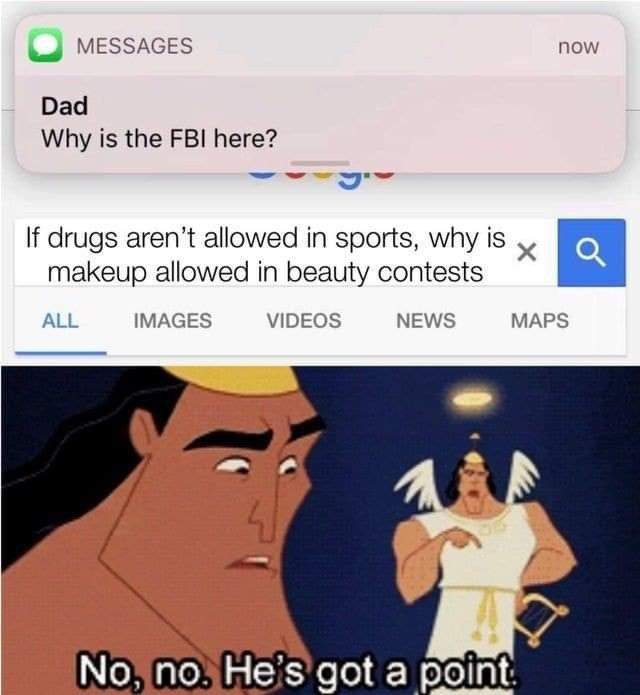 MESSAGES
now
Dad
Why is the FBI here?
If drugs aren't allowed in sports, why is
makeup allowed in beauty contests
ALL IMAGES VIDEOS NEWS MAPS
No, no. He's got a point.